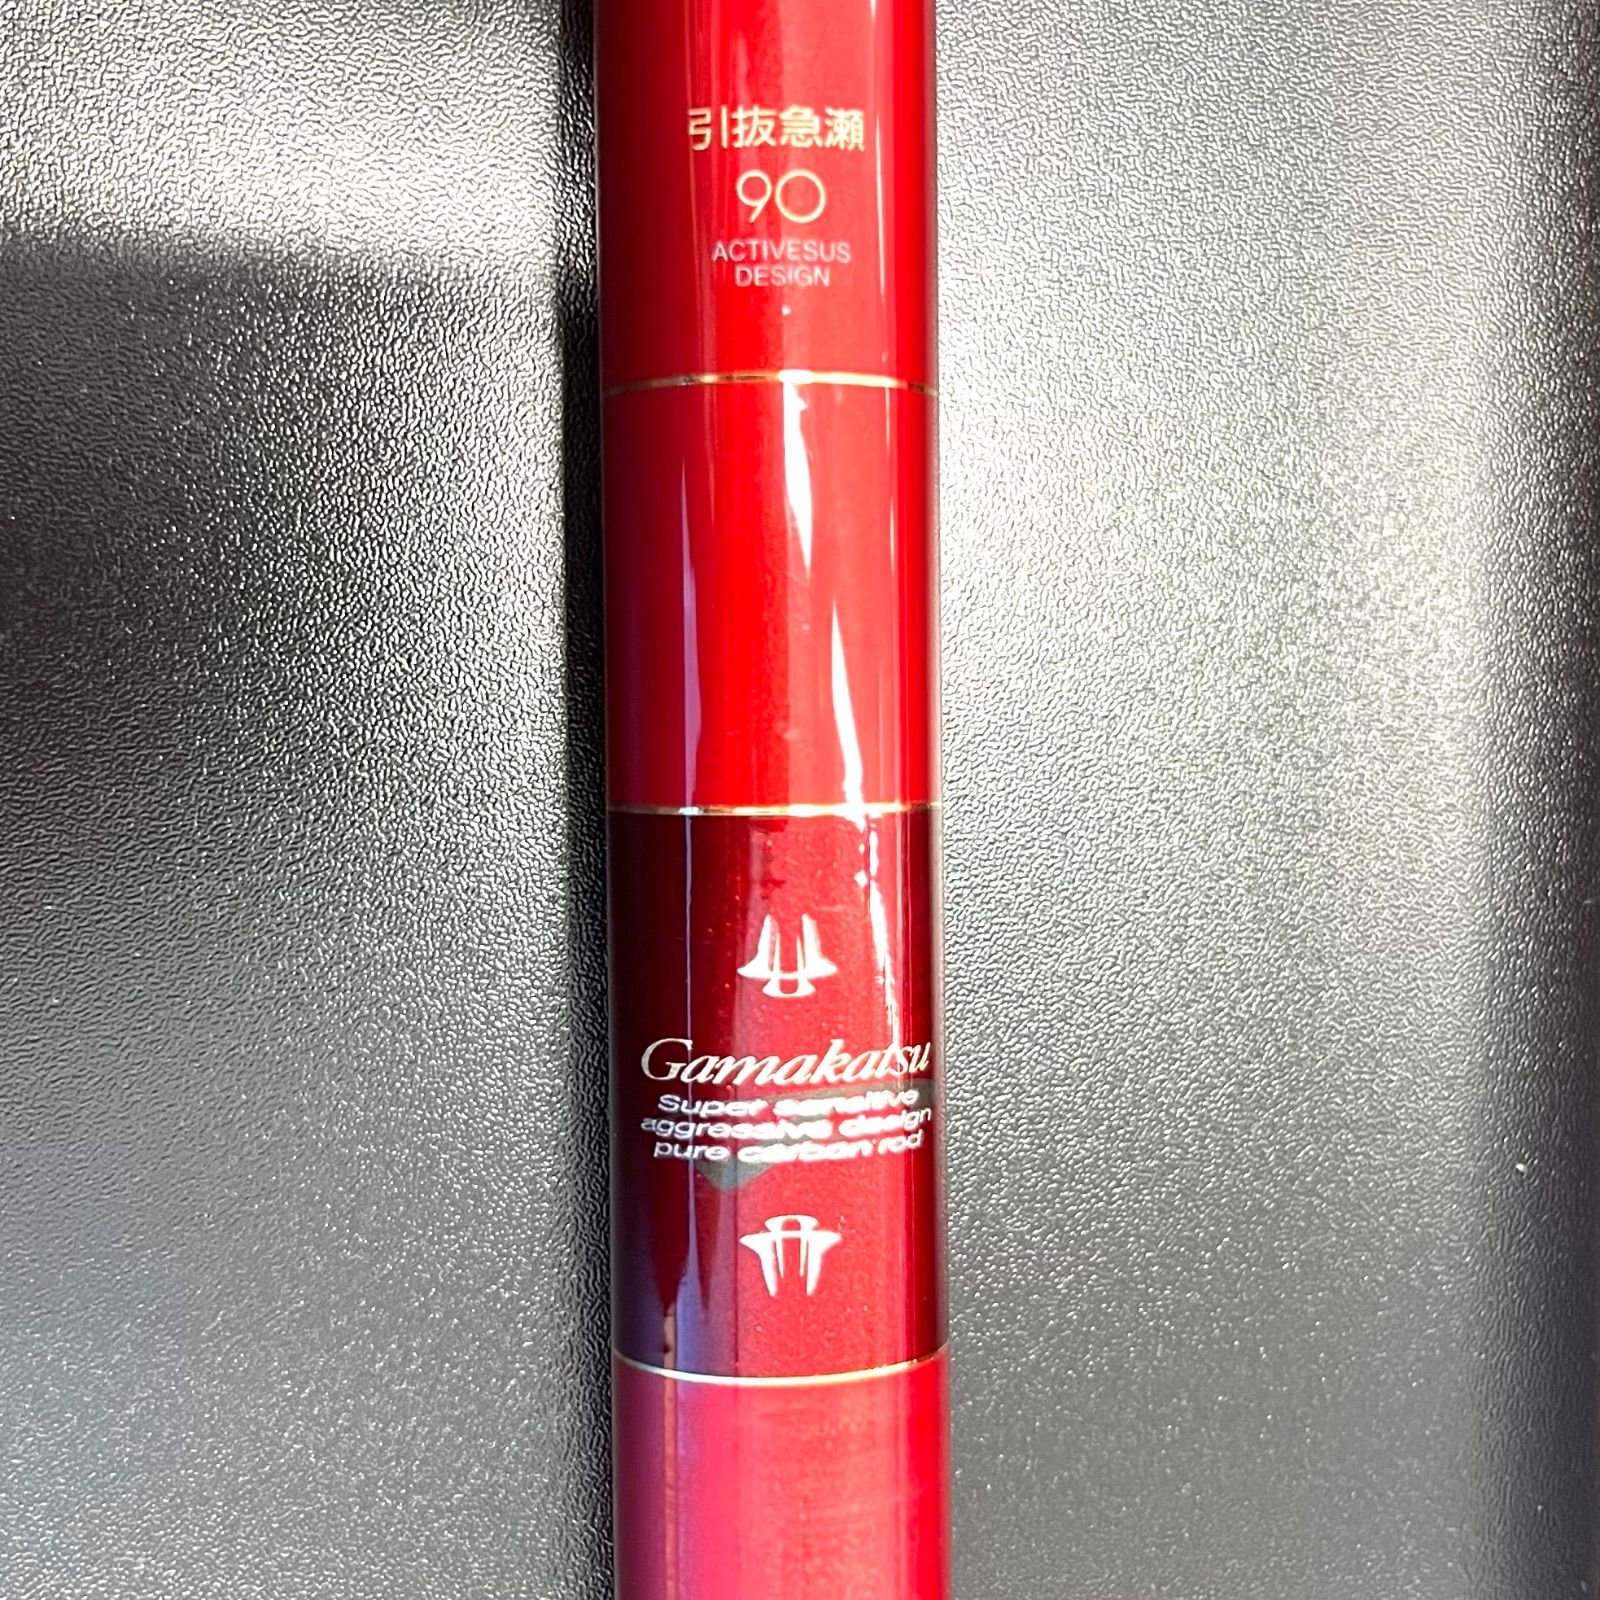 引抜急瀬
90
ACTIVESUS
DESIGN
Gamakatsu
Super sensitive
aggressive design
pure carbon rod